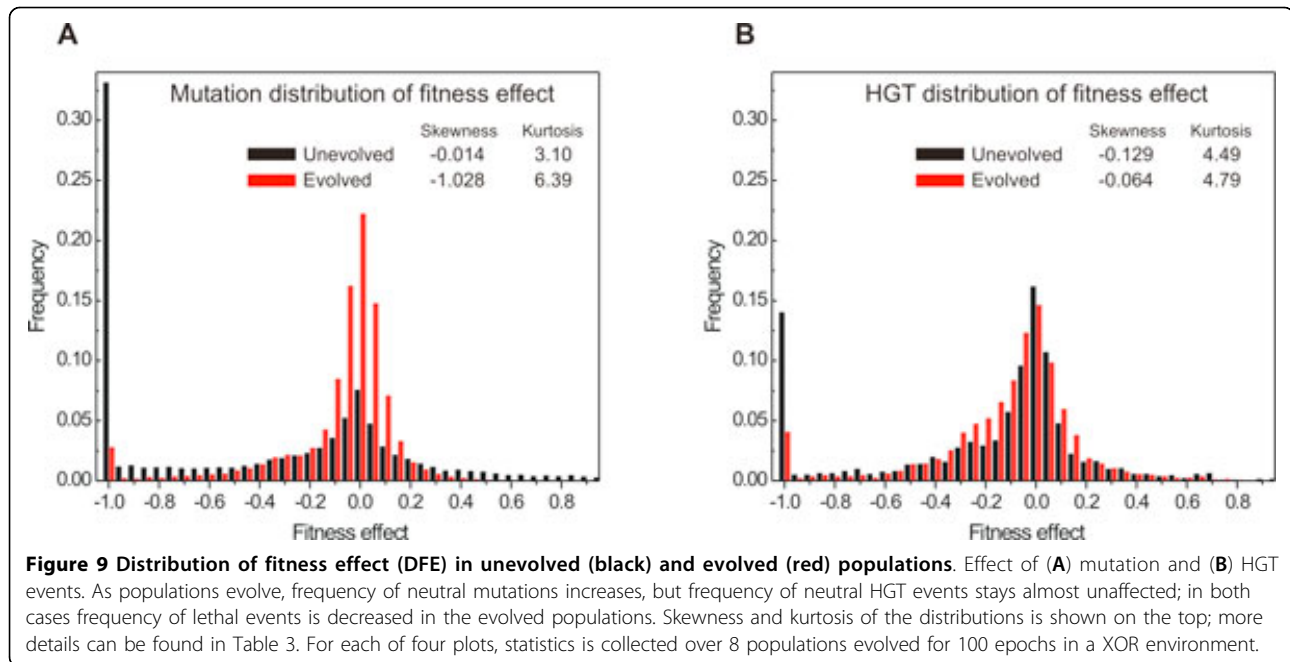 A
Mutation distribution of fitness effect
Skewness Kurtosis
Unevolved -0.014 3.10
Evolved -1.028 6.39
Frequency
0.30
0.25
0.20
0.15
0.10
0.05
0.00
-1.0 -0.8 -0.6 -0.4 -0.2 0.0 0.2 0.4 0.6 0.8
Fitness effect
B
HGT distribution of fitness effect
Skewness Kurtosis
Unevolved -0.129 4.49
Evolved -0.064 4.79
Frequency
0.30
0.25
0.20
0.15
0.10
0.05
0.00
-1.0 -0.8 -0.6 -0.4 -0.2 0.0 0.2 0.4 0.6 0.8
Fitness effect
Figure 9 Distribution of fitness effect (DFE) in unevolved (black) and evolved (red) populations. Effect of (A) mutation and (B) HGT
events. As populations evolve, frequency of neutral mutations increases, but frequency of neutral HGT events stays almost unaffected; in both
cases frequency of lethal events is decreased in the evolved populations. Skewness and kurtosis of the distributions is shown on the top; more
details can be found in Table 3. For each of four plots, statistics is collected over 8 populations evolved for 100 epochs in a XOR environment.